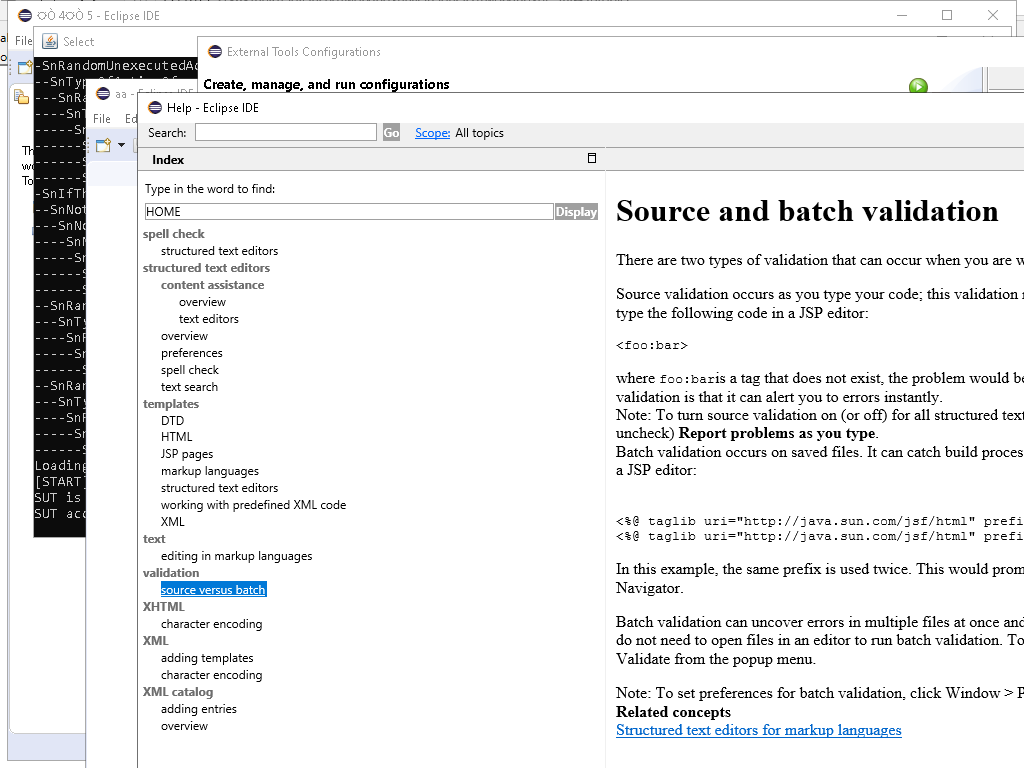 4 5 - Eclipse IDE
File
Select
External Tools Configurations
Create, manage, and run configurations
-SnRandomUnexecutedAc
--SnTyp
---SnRa
----SnT
-----Sn
------S
------S
------S
-SnIfTh
--SnNot
---SnNo
----SnN
-----Sn
------S
------S
--SnRan
---SnTy
-----Sn
------S
------S
--SnRan
---SnTy
----SnF
-----Sn
------S
Loading
[START]
SUT is
SUT acc
aa - Ec
File Ed
Th
wo
To
Help - Eclipse IDE
Search:
Go
Scope: All topics
Index
Type in the word to find:
HOME
Display
spell check
structured text editors
structured text editors
content assistance
overview
text editors
overview
preferences
spell check
text search
templates
DTD
HTML
JSP pages
markup languages
structured text editors
working with predefined XML code
XML
text
editing in markup languages
validation
source versus batch
XHTML
character encoding
XML
adding templates
character encoding
XML catalog
adding entries
overview
Source and batch validation
There are two types of validation that can occur when you are w
Source validation occurs as you type your code; this validation
type the following code in a JSP editor:
<foo:bar>
where foo:baris a tag that does not exist, the problem would be
validation is that it can alert you to errors instantly.
Note: To turn source validation on (or off) for all structured text
uncheck) Report problems as you type.
Batch validation occurs on saved files. It can catch build proces
a JSP editor:
<%@ taglib uri="http://java.sun.com/jsf/html" prefi
<%@ taglib uri="http://java.sun.com/jsf/html" prefi
In this example, the same prefix is used twice. This would prom
Navigator.
Batch validation can uncover errors in multiple files at once and
do not need to open files in an editor to run batch validation. To
Validate from the popup menu.
Note: To set preferences for batch validation, click Window > P
Related concepts
Structured text editors for markup languages